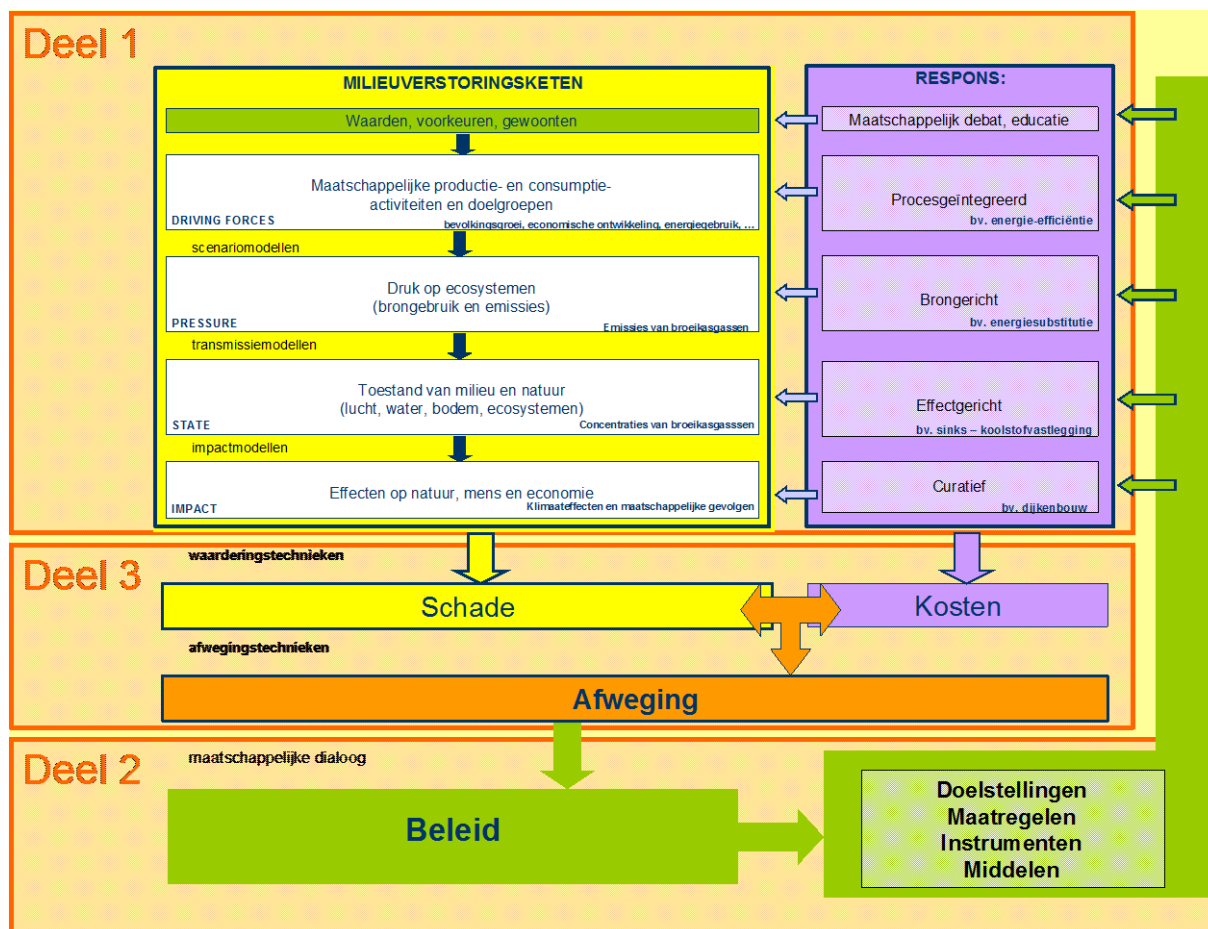 Deel 1
MILIEUVERSTORINGSKETEN
Waarden, voorkeuren, gewoonten
Maatschappelijke productie- en consumptie-
activiteiten en doelgroepen
DRIVING FORCES
bevolkingsgroei, economische ontwikkeling, energiegebruik, ...
scenariomodellen
Druk op ecosystemen
(brongebruik en emissies)
PRESSURE
Emissies van broeikasgassen
transmissiemodellen
Toestand van milieu en natuur
(lucht, water, bodem, ecosystemen)
STATE
Concentraties van broeikasgasssen
impactmodellen
Effecten op natuur, mens en economie
IMPACT
Klimaateffecten en maatschappelijke gevolgen
RESPONS:
Maatschappelijk debat, educatie
Procesgeïntegreerd
bv. energie-efficiëntie
Brongericht
bv. energiesubstitutie
Effectgericht
bv. sinks – koolstofvastlegging
Curatief
bv. dijkenbouw
Deel 3
waarderingstechnieken
Schade
Kosten
afwegingstechnieken
Afweging
Deel 2
maatschappelijke dialoog
Beleid
Doelstellingen
Maatregelen
Instrumenten
Middelen